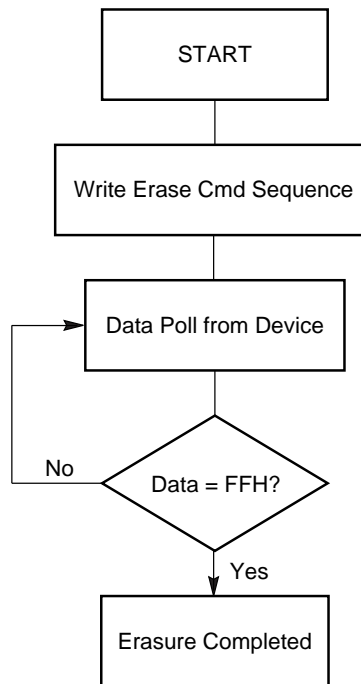 START
Write Erase Cmd Sequence
Data Poll from Device
No
Data = FFH?
Yes
Erasure Completed